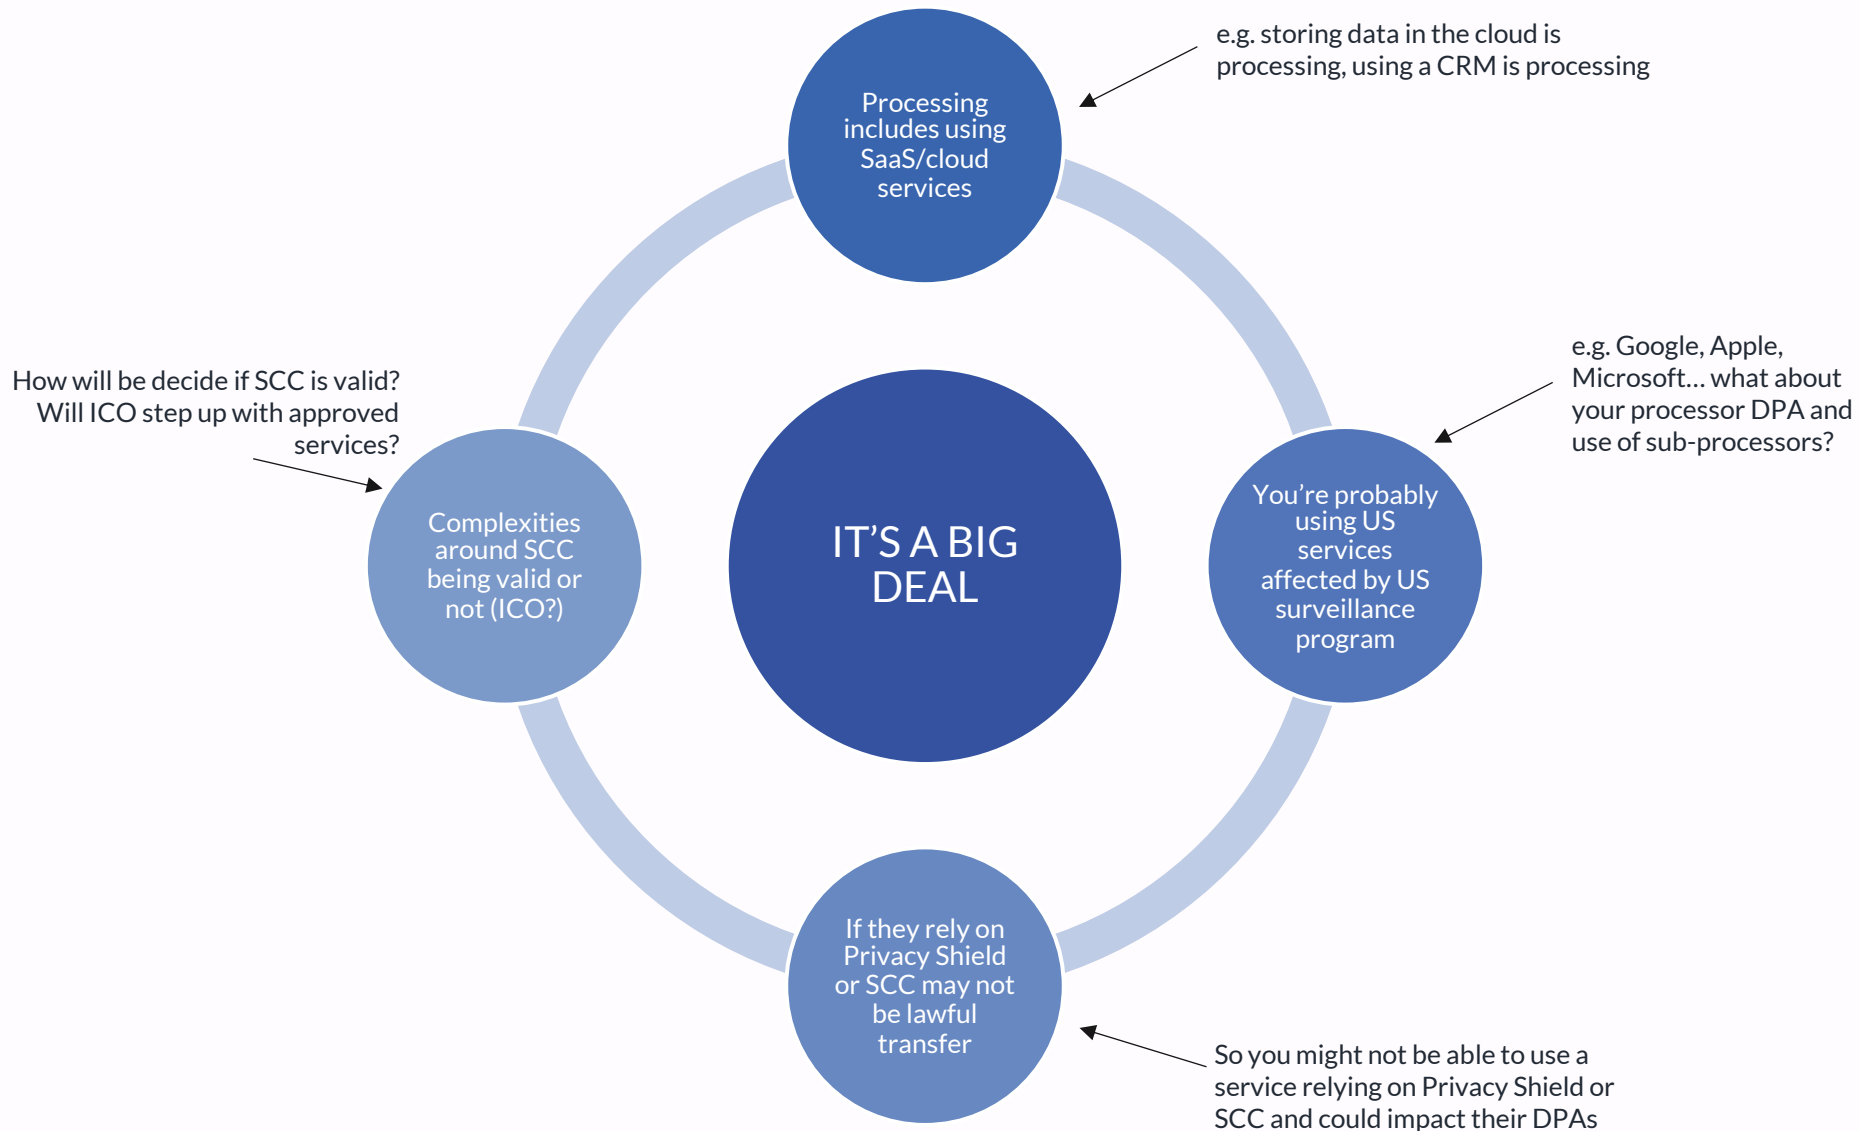 e.g. storing data in the cloud is
processing, using a CRM is processing
Processing
includes using
SaaS/cloud
services
e.g. Google, Apple,
Microsoft... what about
your processor DPA and
use of sub-processors?
You’re probably
using US
services
affected by US
surveillance
program
How will be decide if SCC is valid?
Will ICO step up with approved
services?
Complexities
around SCC
being valid or
not (ICO?)
IT’S A BIG
DEAL
If they rely on
Privacy Shield
or SCC may not
be lawful
transfer
So you might not be able to use a
service relying on Privacy Shield or
SCC and could impact their DPAs